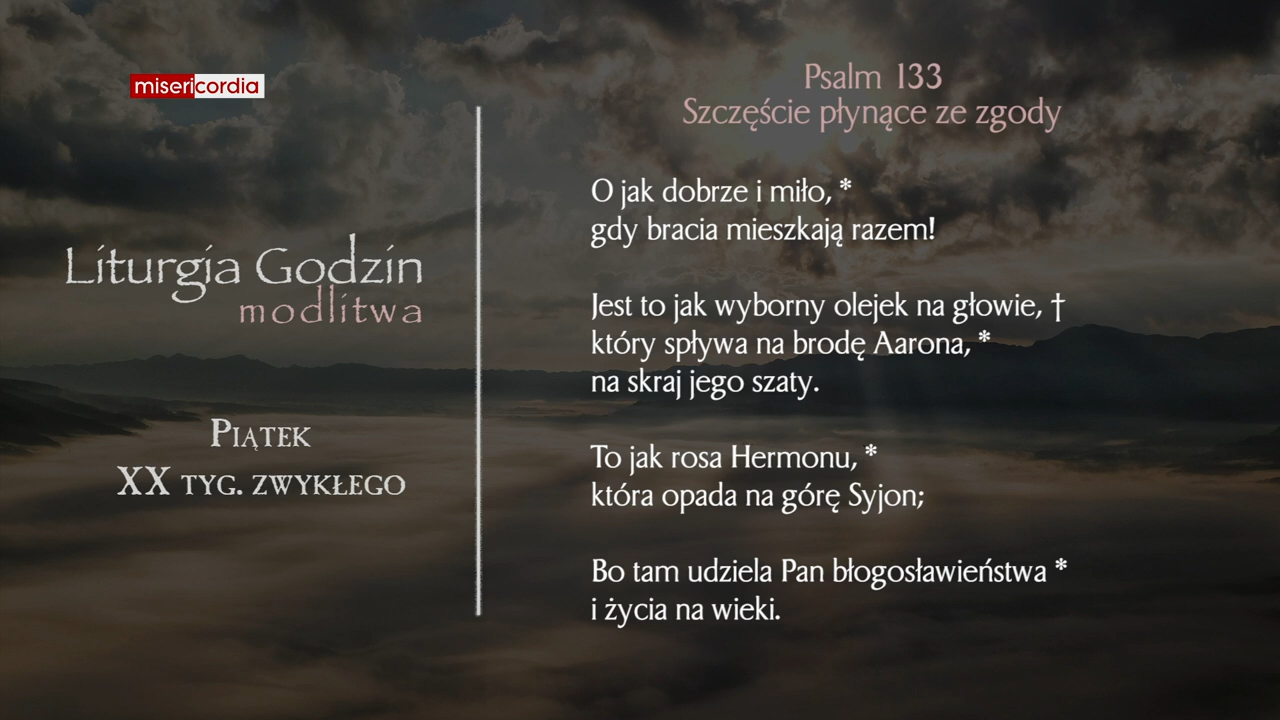 misericordia
Liturgia Godzin
modlitwa
Piątek
XX tyg. zwykłego
Psalm 133
Szczęście płynące ze zgody
O jak dobrze i miło, *
gdy bracia mieszkają razem!
Jest to jak wyborny olejek na głowie, †
który spływa na brodę Aarona, *
na skraj jego szaty.
To jak rosa Hermonu, *
która opada na górę Syjon;
Bo tam udziela Pan błogosławieństwa *
i życia na wieki.